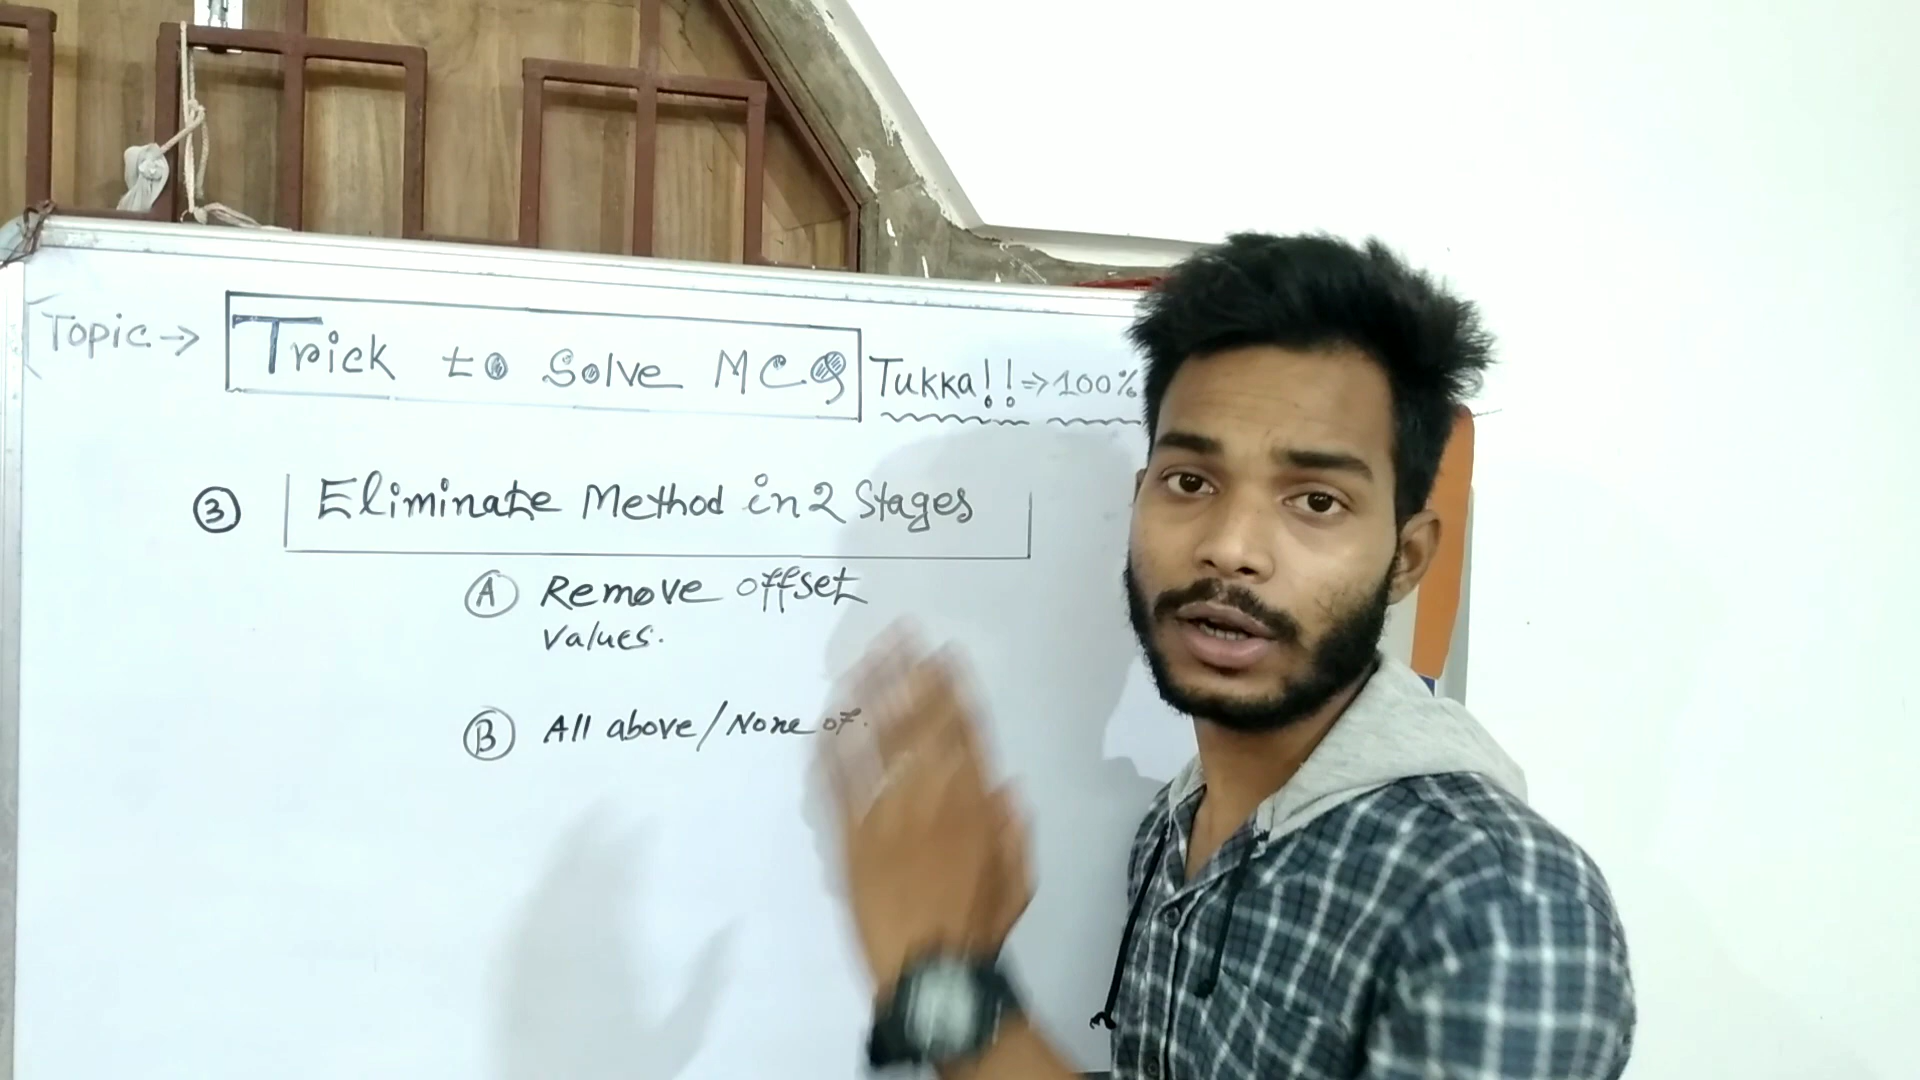 Topic → Trick to Solve MCQ Tukka!! ⇒ 100%
③ Eliminate Method in 2 Stages
Ⓐ Remove offset
values.
Ⓑ All above/None of.